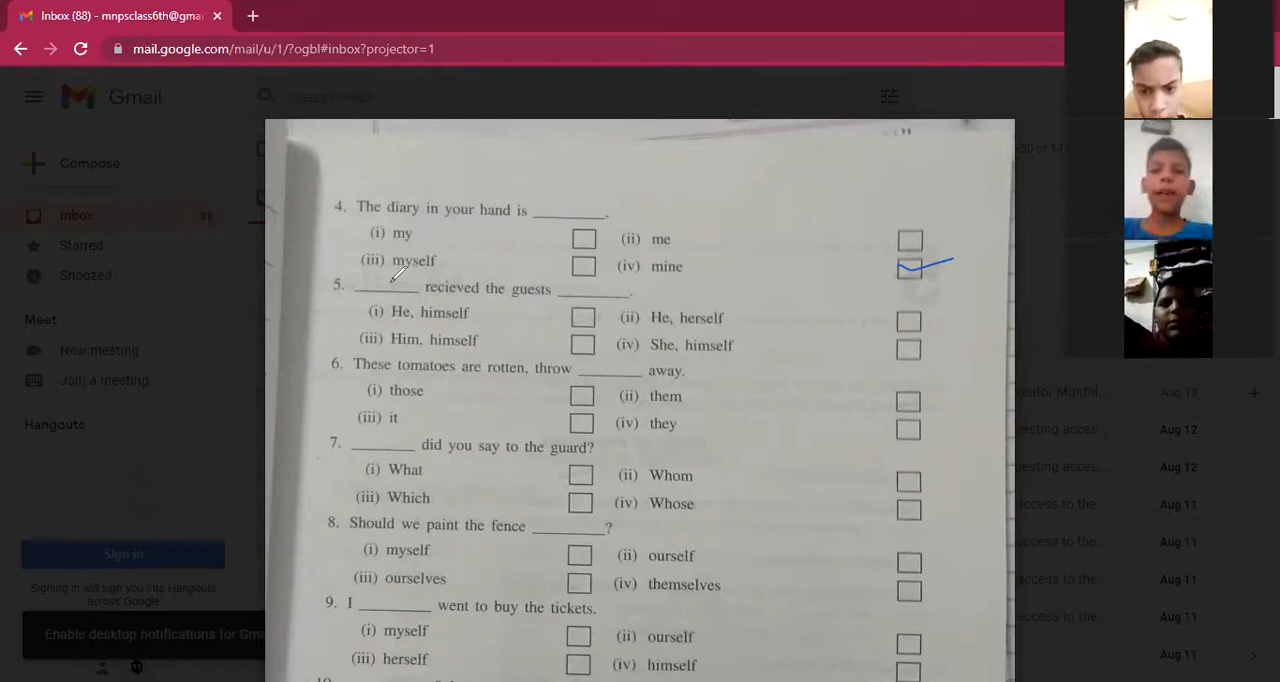 Inbox (88) - mnpsclass6th@gma
mail.google.com/mail/u/1/?ogbl#inbox?projector=1
Gmail
Compose
50 of 14
Inbox 88
Starred
Snoozed
Meet
New meeting
Join a meeting
Hangouts
Sign in
Signing in will sign you into Hangouts
across Google
Enable desktop notifications for Gma
4. The diary in your hand is ________.
(i) my (ii) me
(iii) myself (iv) mine
5. ________ recieved the guests ________.
(i) He, himself (ii) He, herself
(iii) Him, himself (iv) She, himself
6. These tomatoes are rotten, throw ________ away.
(i) those (ii) them
(iii) it (iv) they
7. ________ did you say to the guard?
(i) What (ii) Whom
(iii) Which (iv) Whose
8. Should we paint the fence ________?
(i) myself (ii) ourself
(iii) ourselves (iv) themselves
9. I ________ went to buy the tickets.
(i) myself (ii) ourself
(iii) herself (iv) himself
Aug 13
Aug 12
Aug 12
Aug 11
Aug 11
Aug 11
Aug 11
Aug 11